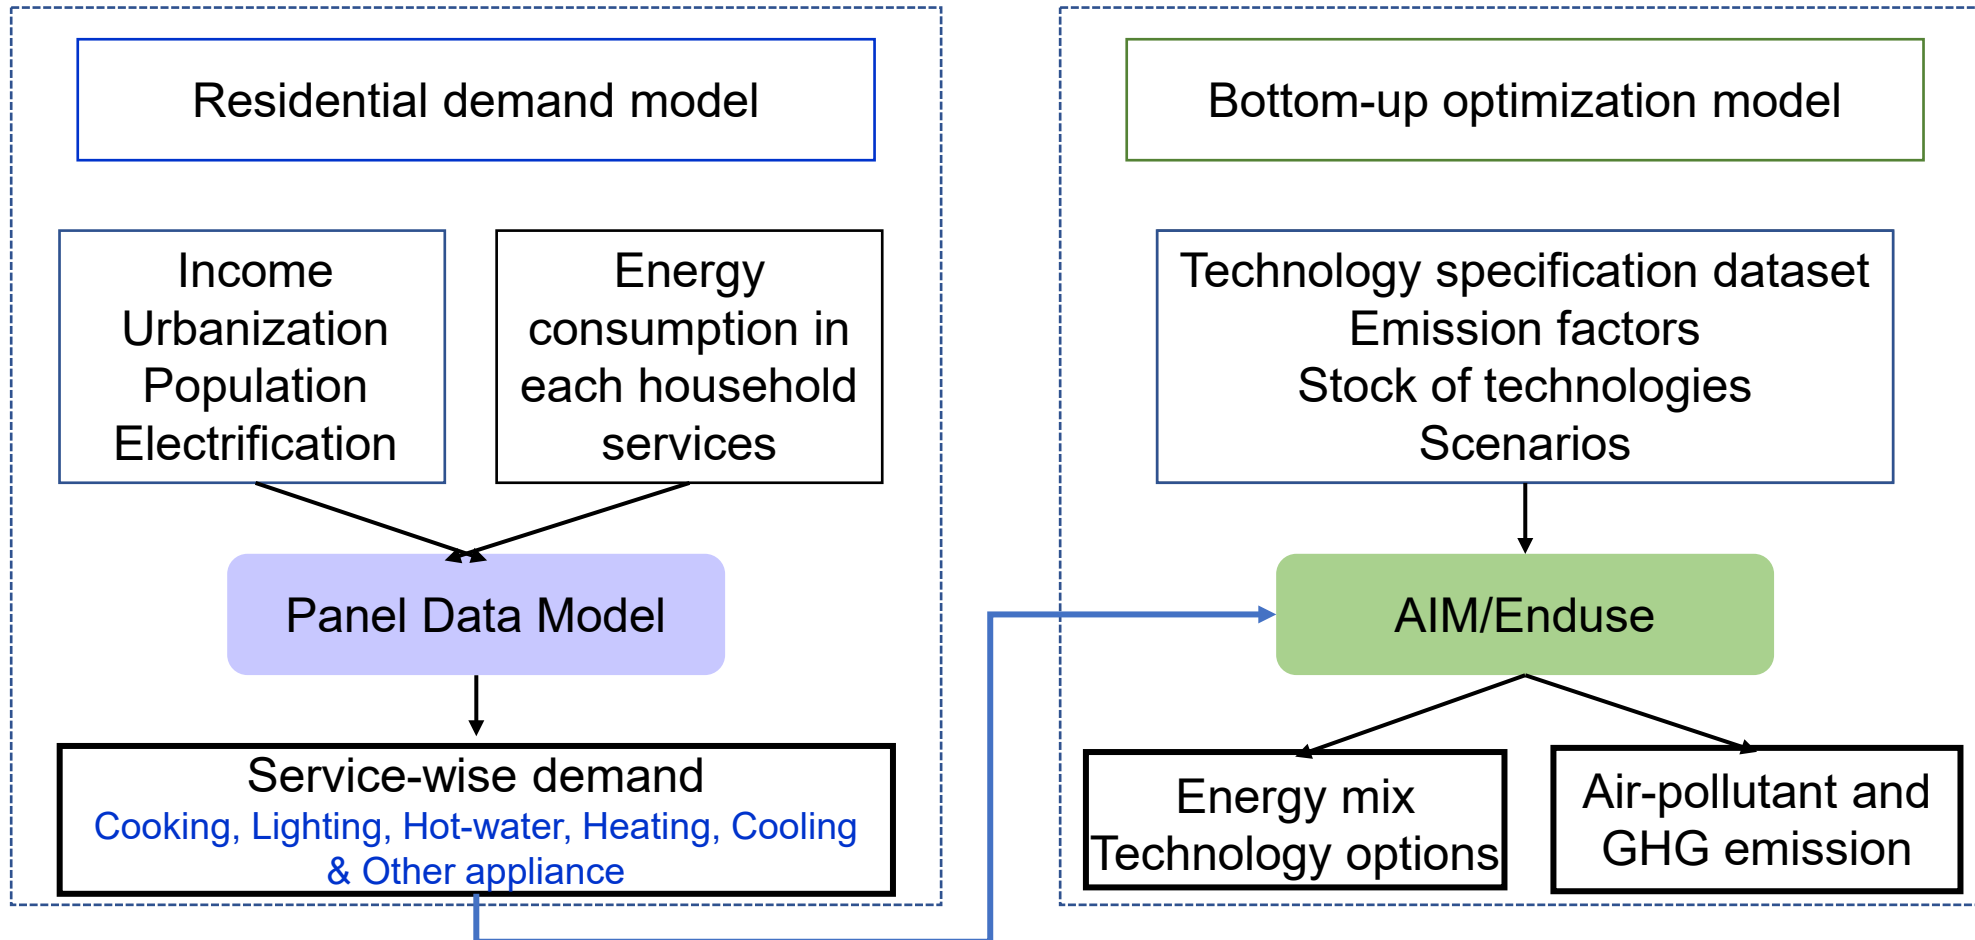 Residential demand model
Income
Urbanization
Population
Electrification
Energy
consumption in
each household
services
Panel Data Model
Service-wise demand
Cooking, Lighting, Hot-water, Heating, Cooling
& Other appliance
Bottom-up optimization model
Technology specification dataset
Emission factors
Stock of technologies
Scenarios
AIM/Enduse
Energy mix
Technology options
Air-pollutant and
GHG emission